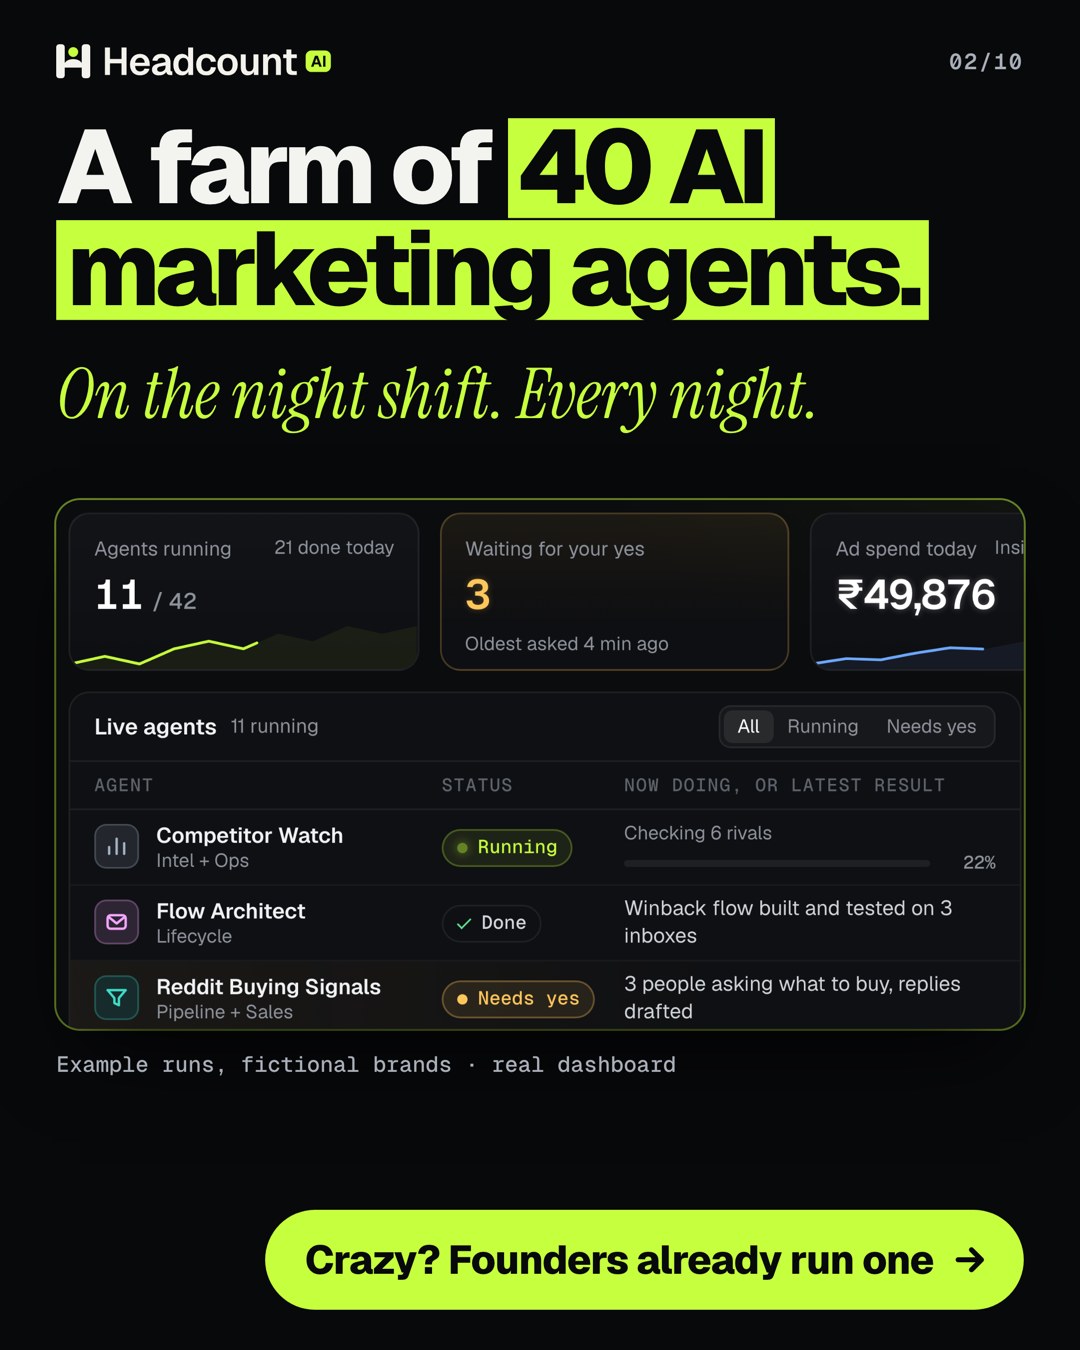 Headcount AI
02/10
A farm of 40 AI
marketing agents.
On the night shift. Every night.
Agents running
21 done today
11 / 42
Waiting for your yes
3
Oldest asked 4 min ago
Ad spend today
Insi
₹49,876
Live agents
11 running
All
Running
Needs yes
AGENT
STATUS
NOW DOING, OR LATEST RESULT
Competitor Watch
Intel + Ops
Running
Checking 6 rivals
22%
Flow Architect
Lifecycle
Done
Winback flow built and tested on 3
inboxes
Reddit Buying Signals
Pipeline + Sales
Needs yes
3 people asking what to buy, replies
drafted
Example runs, fictional brands · real dashboard
Crazy? Founders already run one →